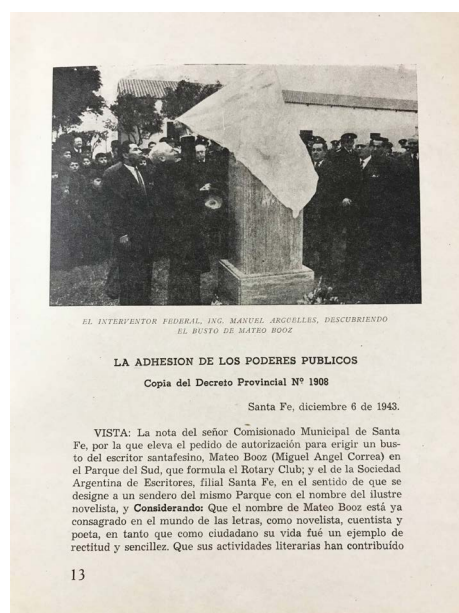 EL INTERVENTOR FEDERAL, ING. MANUEL ARGÜELLES, DESCUBRIENDO
EL BUSTO DE MATEO BOOZ
LA ADHESION DE LOS PODERES PUBLICOS
Copia del Decreto Provincial Nº 1908
Santa Fe, diciembre 6 de 1943.
VISTA: La nota del señor Comisionado Municipal de Santa
Fe, por la que eleva el pedido de autorización para erigir un bus-
to del escritor santafesino, Mateo Booz (Miguel Angel Correa) en
el Parque del Sud, que formula el Rotary Club; y el de la Sociedad
Argentina de Escritores, filial Santa Fe, en el sentido de que se
designe a un sendero del mismo Parque con el nombre del ilustre
novelista, y Considerando: Que el nombre de Mateo Booz está ya
consagrado en el mundo de las letras, como novelista, cuentista y
poeta, en tanto que como ciudadano su vida fué un ejemplo de
rectitud y sencillez. Que sus actividades literarias han contribuído
13